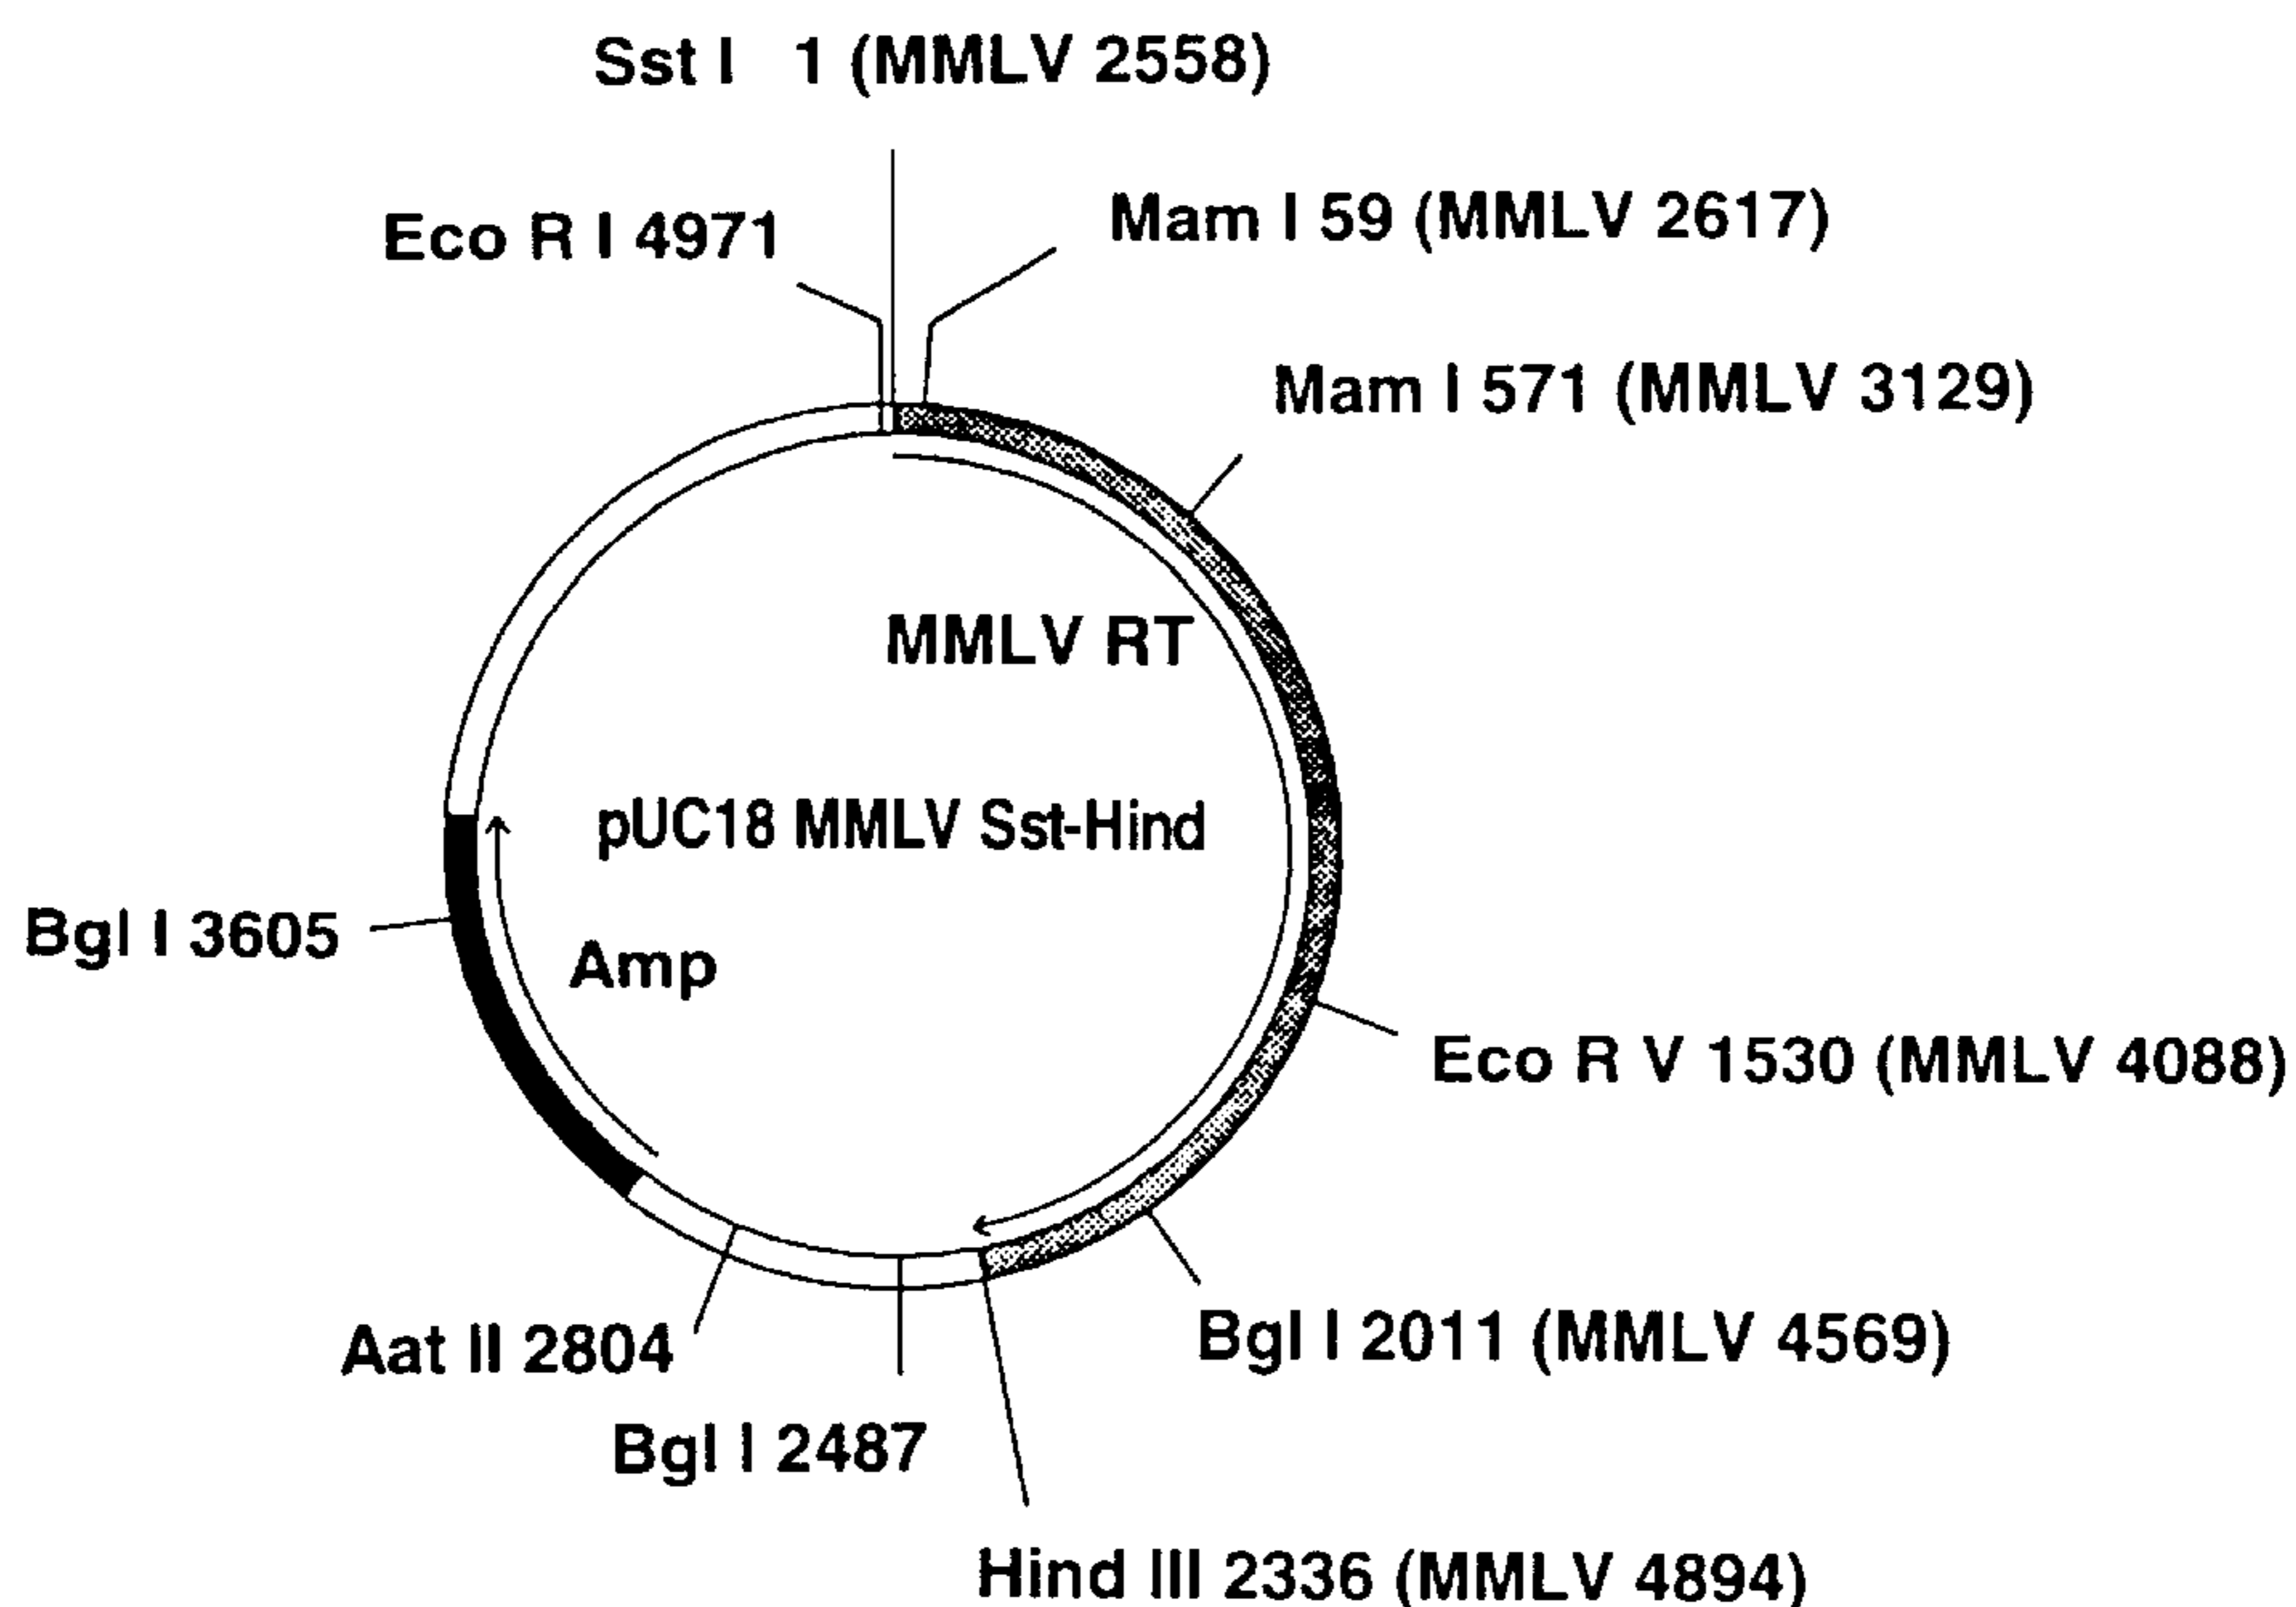 Sst I 1 (MMLV 2558)
Eco R I 4971
Mam I 59 (MMLV 2617)
Mam I 571 (MMLV 3129)
MMLV RT
pUC18 MMLV Sst-Hind
Bgl I 3605
Amp
Eco R V 1530 (MMLV 4088)
Aat II 2804
Bgl I 2011 (MMLV 4569)
Bgl I 2487
Hind III 2336 (MMLV 4894)